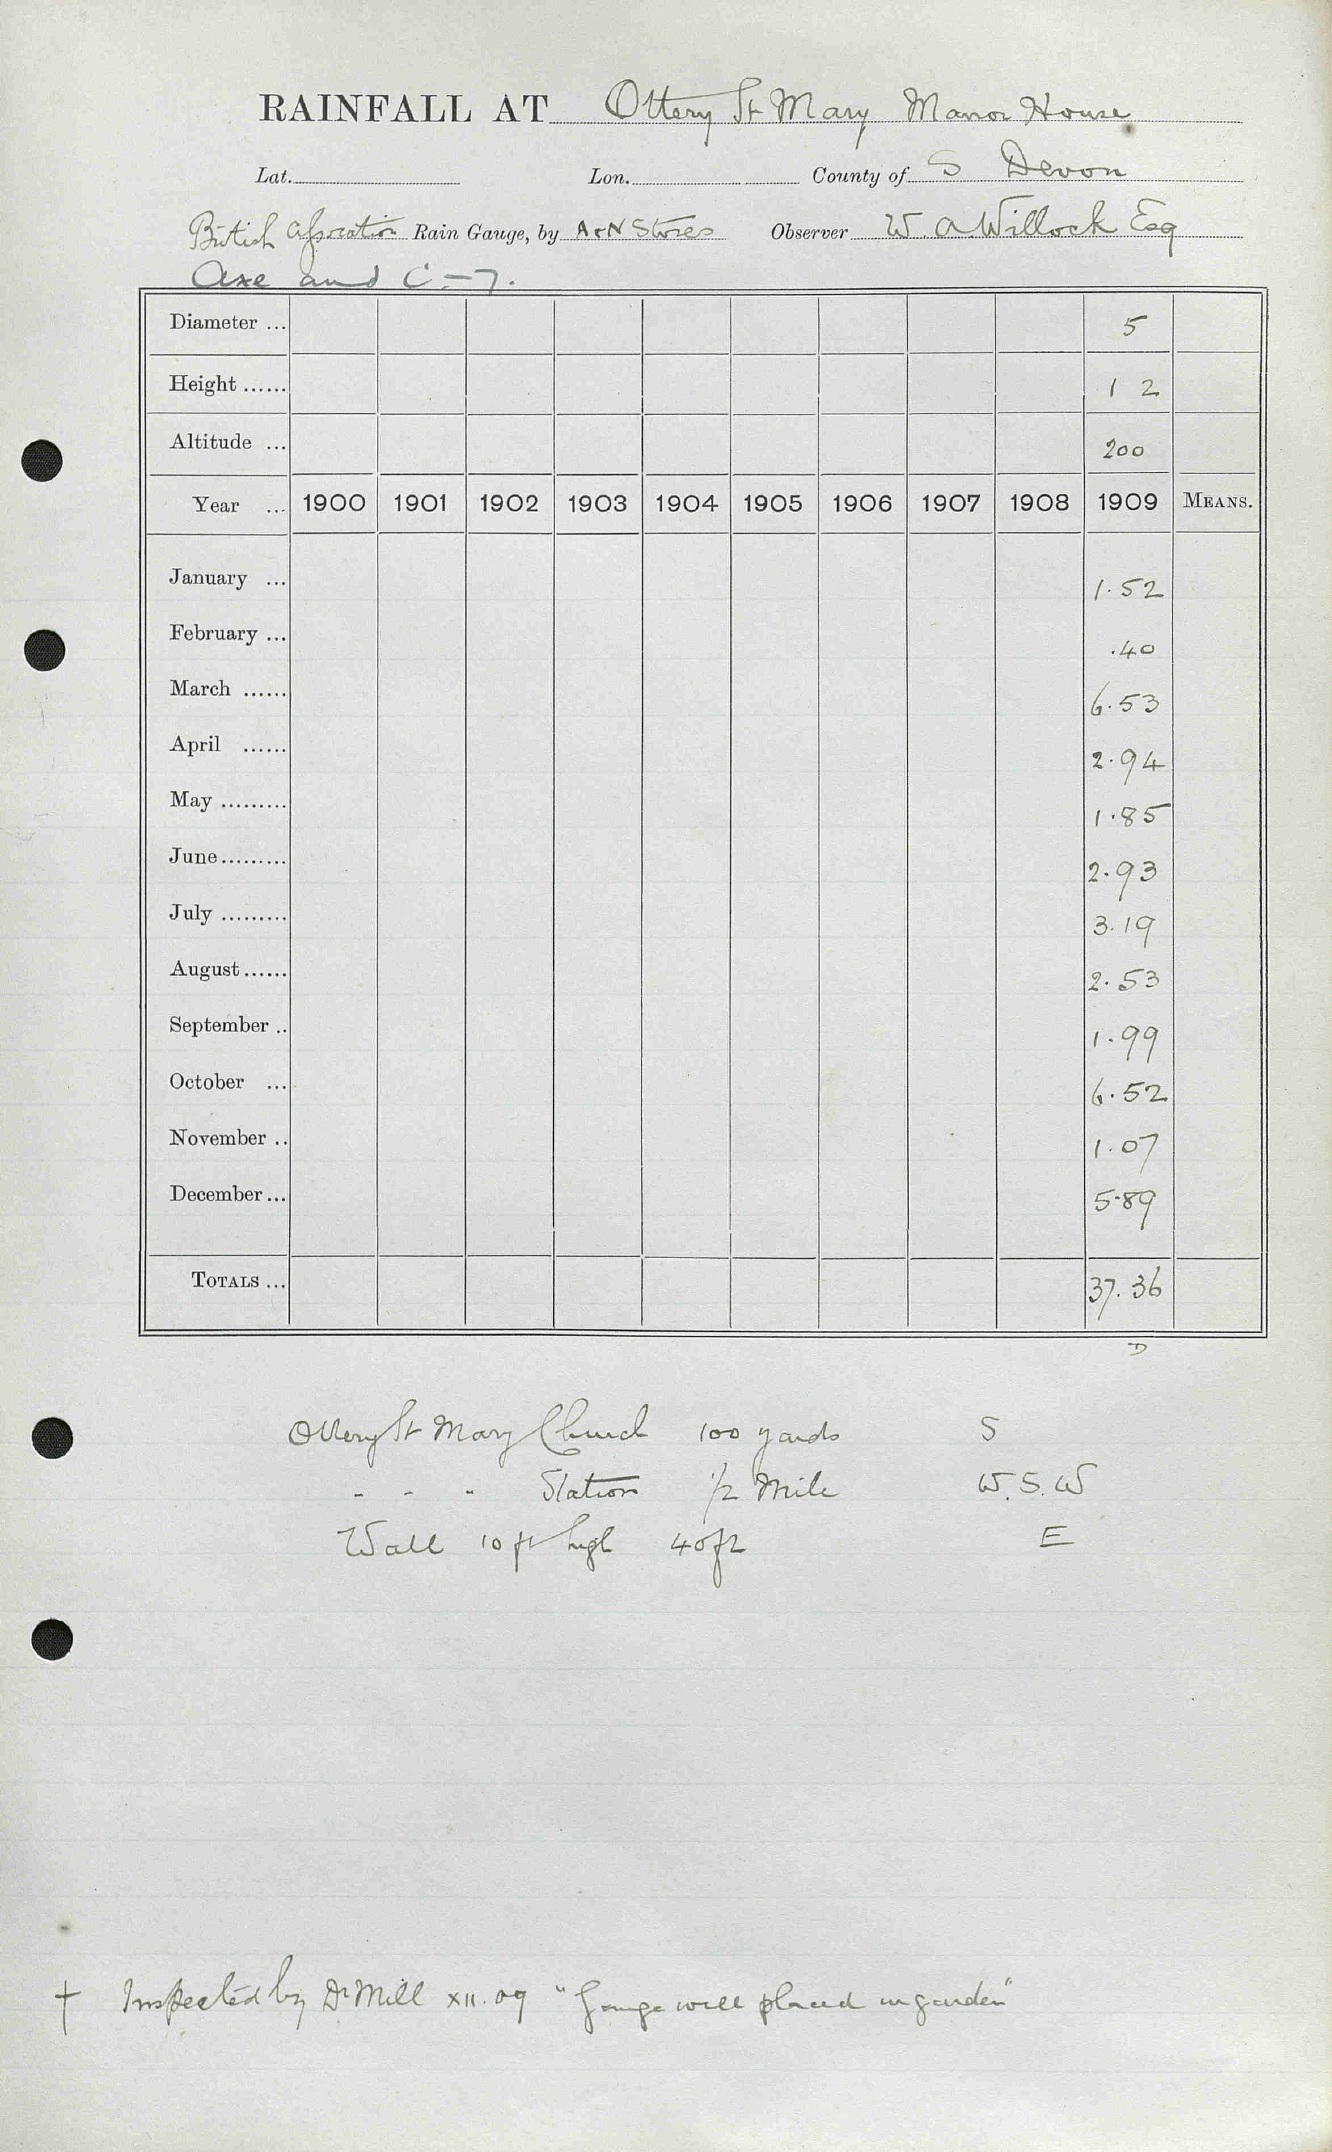 RAINFALL AT Ottery St Mary Manor House
Lat. Lon. County of S Devon
British Association Rain Gauge, by A & N Stores Observer W. A. Willock Esq
Axe and C - 7.
Diameter ... 5
Height ...... 1 2
Altitude ... 200
Year ... 1900 1901 1902 1903 1904 1905 1906 1907 1908 1909 MEANS.
January ... 1.52
February ... .40
March ...... 6.53
April ...... 2.94
May ......... 1.85
June ......... 2.93
July ......... 3.19
August ...... 2.53
September .. 1.99
October ... 6.52
November .. 1.07
December ... 5.89
TOTALS ... 37.36
D
Ottery St Mary Church 100 yards S
" " " Station 1/2 Mile W.S.W
Wall 10 ft high 40 ft E
† Inspected by Dr Mill XII.09 "Gauge well placed in garden"